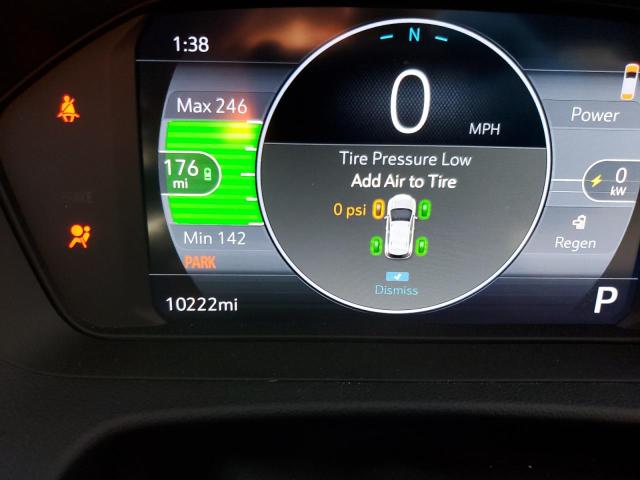 1:38
N
Max 246
0
MPH
Power
176
mi
Tire Pressure Low
Add Air to Tire
0
kW
0 psi
Min 142
Regen
PARK
Dismiss
10222mi
P